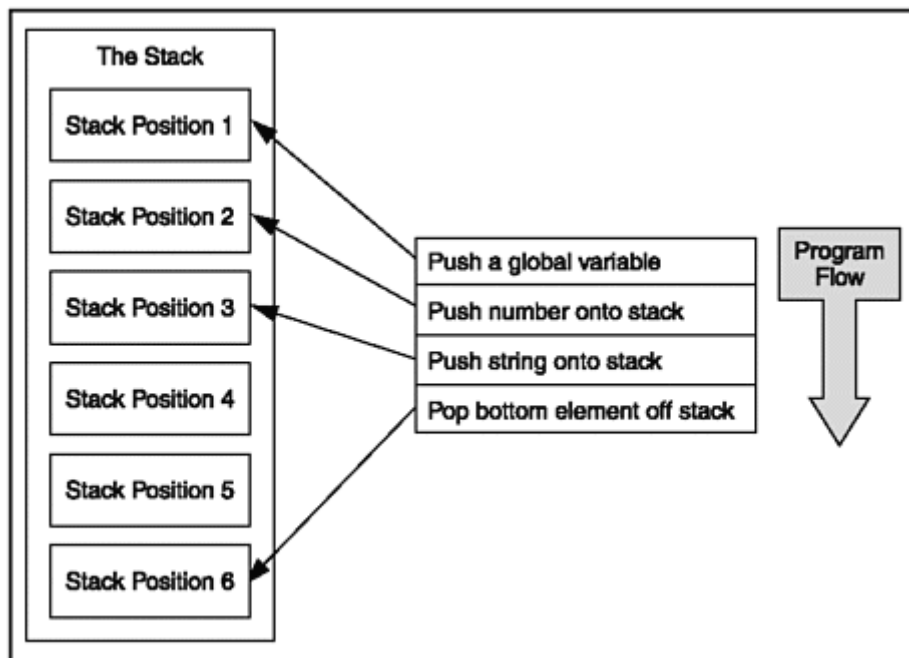 The Stack
Stack Position 1
Stack Position 2
Stack Position 3
Stack Position 4
Stack Position 5
Stack Position 6
Push a global variable
Push number onto stack
Push string onto stack
Pop bottom element off stack
Program
Flow